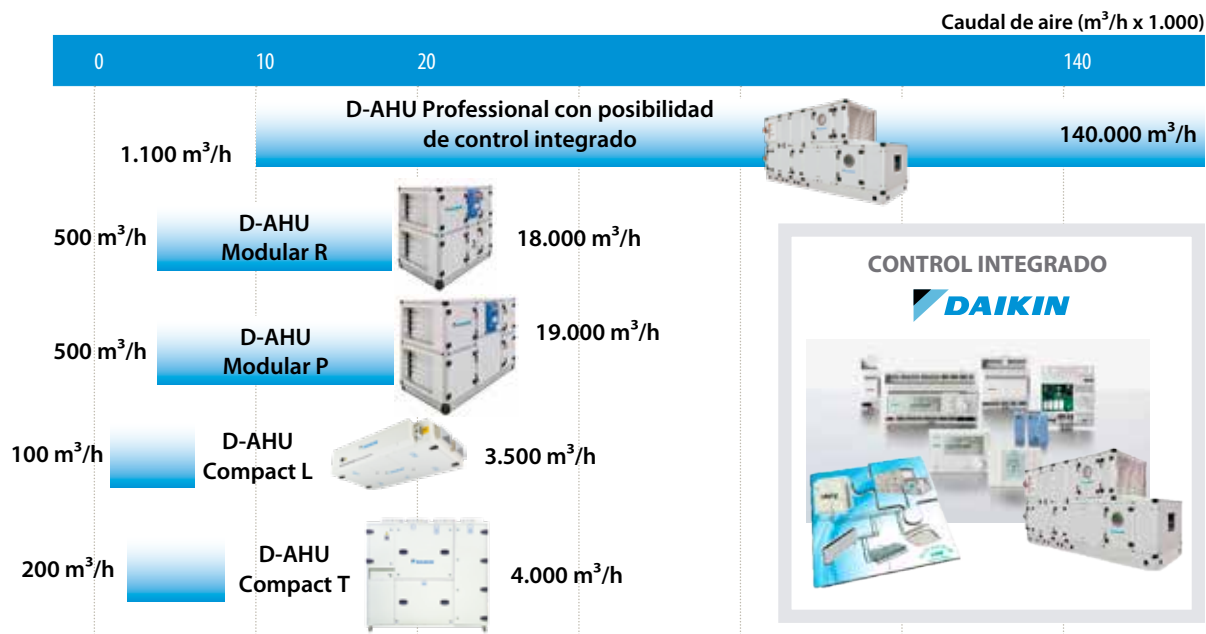 Caudal de aire (m³/h x 1.000)
0 10 20 140
D-AHU Professional con posibilidad
de control integrado
1.100 m³/h
140.000 m³/h
500 m³/h
D-AHU
Modular R
18.000 m³/h
500 m³/h
D-AHU
Modular P
19.000 m³/h
100 m³/h
D-AHU
Compact L
3.500 m³/h
200 m³/h
D-AHU
Compact T
4.000 m³/h
CONTROL INTEGRADO
DAIKIN